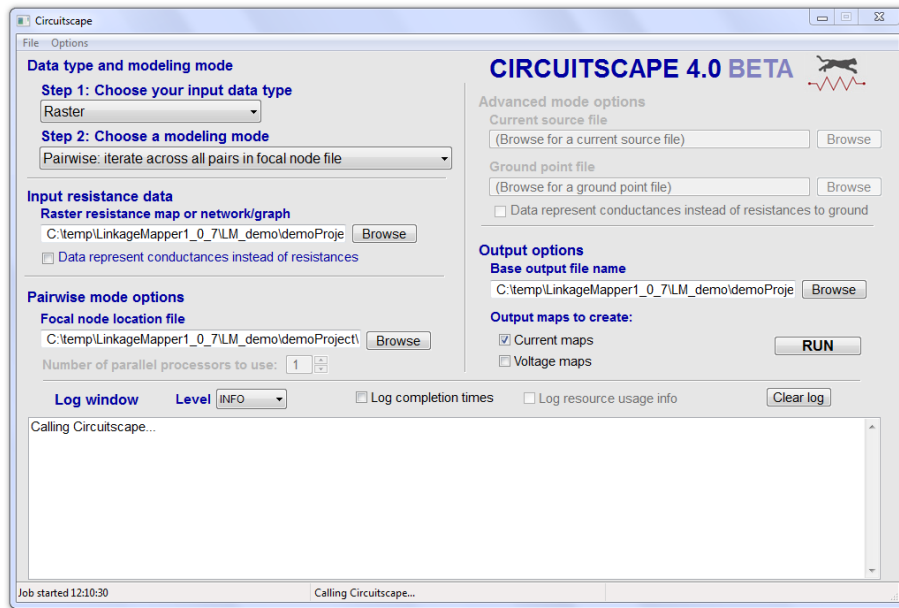 Circuitscape
File Options
Data type and modeling mode
Step 1: Choose your input data type
Raster
Step 2: Choose a modeling mode
Pairwise: iterate across all pairs in focal node file
Input resistance data
Raster resistance map or network/graph
C:\temp\LinkageMapper1_0_7\LM_demo\demoProje Browse
Data represent conductances instead of resistances
Pairwise mode options
Focal node location file
C:\temp\LinkageMapper1_0_7\LM_demo\demoProject\ Browse
Number of parallel processors to use: 1
CIRCUITSCAPE 4.0 BETA
Advanced mode options
Current source file
(Browse for a current source file) Browse
Ground point file
(Browse for a ground point file) Browse
Data represent conductances instead of resistances to ground
Output options
Base output file name
C:\temp\LinkageMapper1_0_7\LM_demo\demoProje Browse
Output maps to create:
Current maps
Voltage maps
RUN
Log window Level INFO Log completion times Log resource usage info Clear log
Calling Circuitscape...
Job started 12:10:30 Calling Circuitscape...